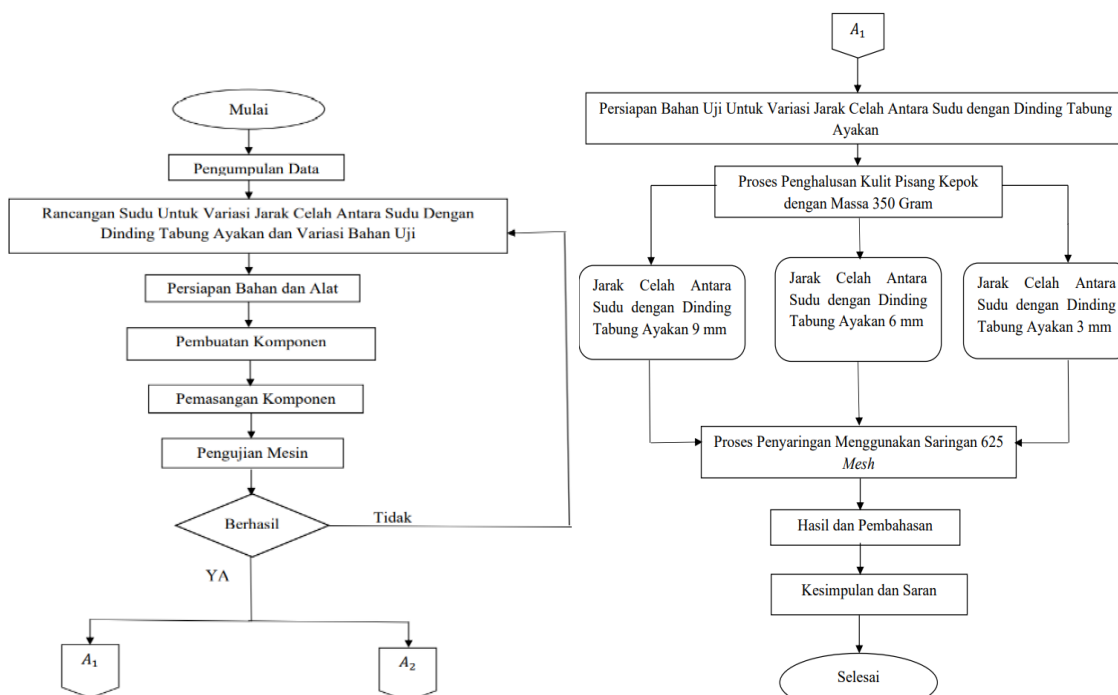 Mulai
Pengumpulan Data
Rancangan Sudu Untuk Variasi Jarak Celah Antara Sudu Dengan
Dinding Tabung Ayakan dan Variasi Bahan Uji
Persiapan Bahan dan Alat
Pembuatan Komponen
Pemasangan Komponen
Pengujian Mesin
Berhasil
Tidak
YA
A₁
A₂
A₁
Persiapan Bahan Uji Untuk Variasi Jarak Celah Antara Sudu dengan Dinding Tabung
Ayakan
Proses Penghalusan Kulit Pisang Kepok
dengan Massa 350 Gram
Jarak Celah Antara
Sudu dengan Dinding
Tabung Ayakan 9 mm
Jarak Celah Antara
Sudu dengan Dinding
Tabung Ayakan 6 mm
Jarak Celah Antara
Sudu dengan Dinding
Tabung Ayakan 3 mm
Proses Penyaringan Menggunakan Saringan 625
Mesh
Hasil dan Pembahasan
Kesimpulan dan Saran
Selesai